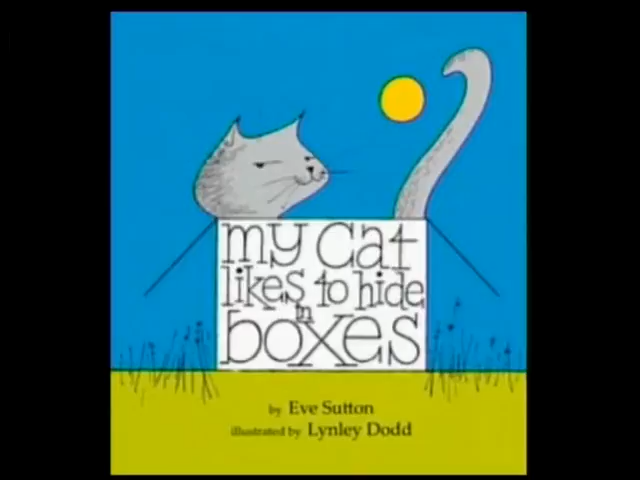 my cat
likes to hide
in
boxes
by Eve Sutton
illustrated by Lynley Dodd